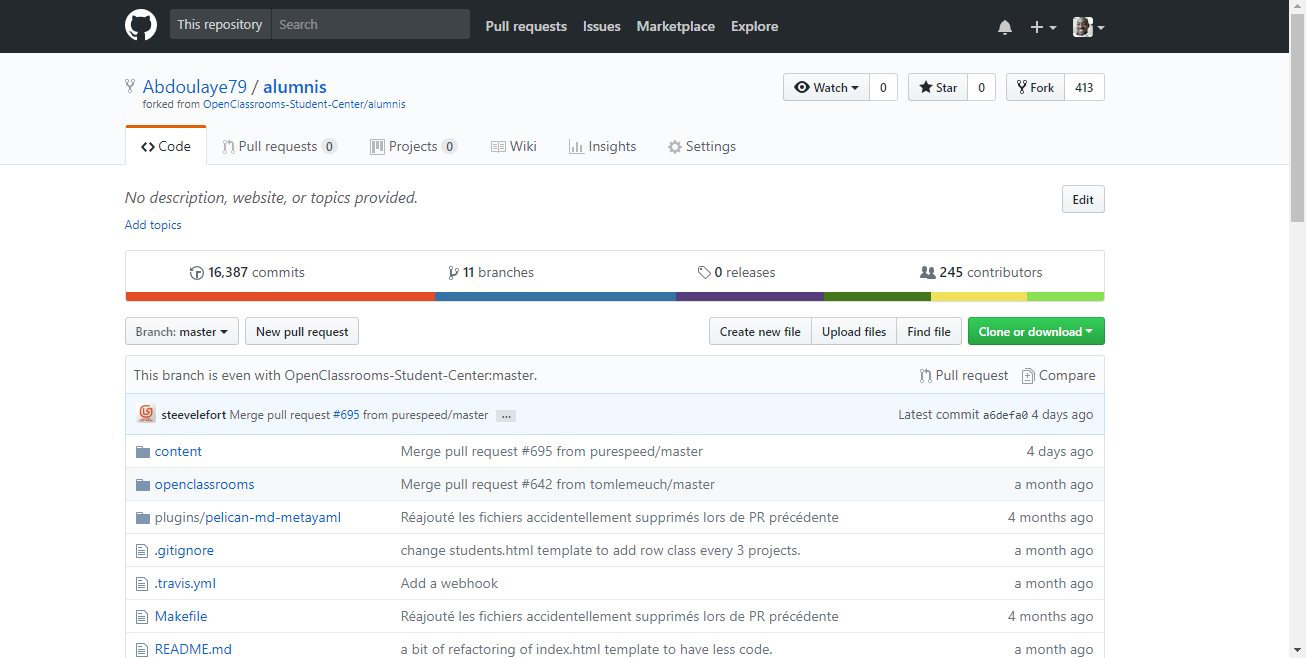 This repository Search Pull requests Issues Marketplace Explore
Abdoulaye79 / alumnis Watch 0 Star 0 Fork 413
forked from OpenClassrooms-Student-Center/alumnis
Code Pull requests 0 Projects 0 Wiki Insights Settings
No description, website, or topics provided. Edit
Add topics
16,387 commits 11 branches 0 releases 245 contributors
Branch: master New pull request Create new file Upload files Find file Clone or download
This branch is even with OpenClassrooms-Student-Center:master. Pull request Compare
steevelefort Merge pull request #695 from purespeed/master ... Latest commit a6defa0 4 days ago
content Merge pull request #695 from purespeed/master 4 days ago
openclassrooms Merge pull request #642 from tomlemeuch/master a month ago
plugins/pelican-md-metayaml Réajouté les fichiers accidentellement supprimés lors de PR précédente 4 months ago
.gitignore change students.html template to add row class every 3 projects. a month ago
.travis.yml Add a webhook a month ago
Makefile Réajouté les fichiers accidentellement supprimés lors de PR précédente 4 months ago
README.md a bit of refactoring of index.html template to have less code. a month ago